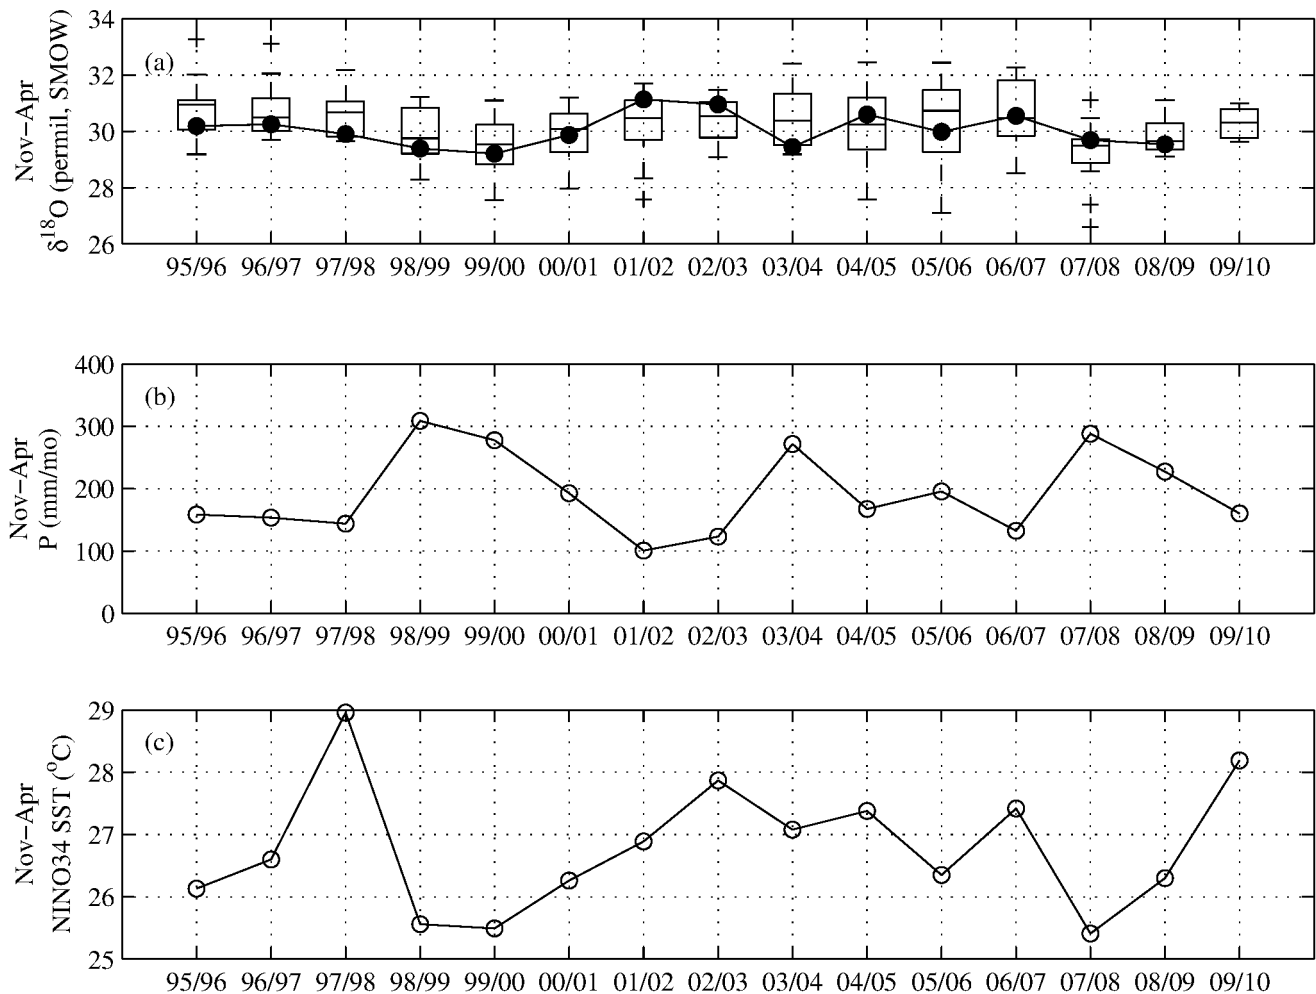 34
32
30
28
26
Nov−Apr
δ18O (permil, SMOW)
(a)
95/96 96/97 97/98 98/99 99/00 00/01 01/02 02/03 03/04 04/05 05/06 06/07 07/08 08/09 09/10
400
300
200
100
0
Nov−Apr
P (mm/mo)
(b)
95/96 96/97 97/98 98/99 99/00 00/01 01/02 02/03 03/04 04/05 05/06 06/07 07/08 08/09 09/10
29
28
27
26
25
Nov−Apr
NINO34 SST (oC)
(c)
95/96 96/97 97/98 98/99 99/00 00/01 01/02 02/03 03/04 04/05 05/06 06/07 07/08 08/09 09/10